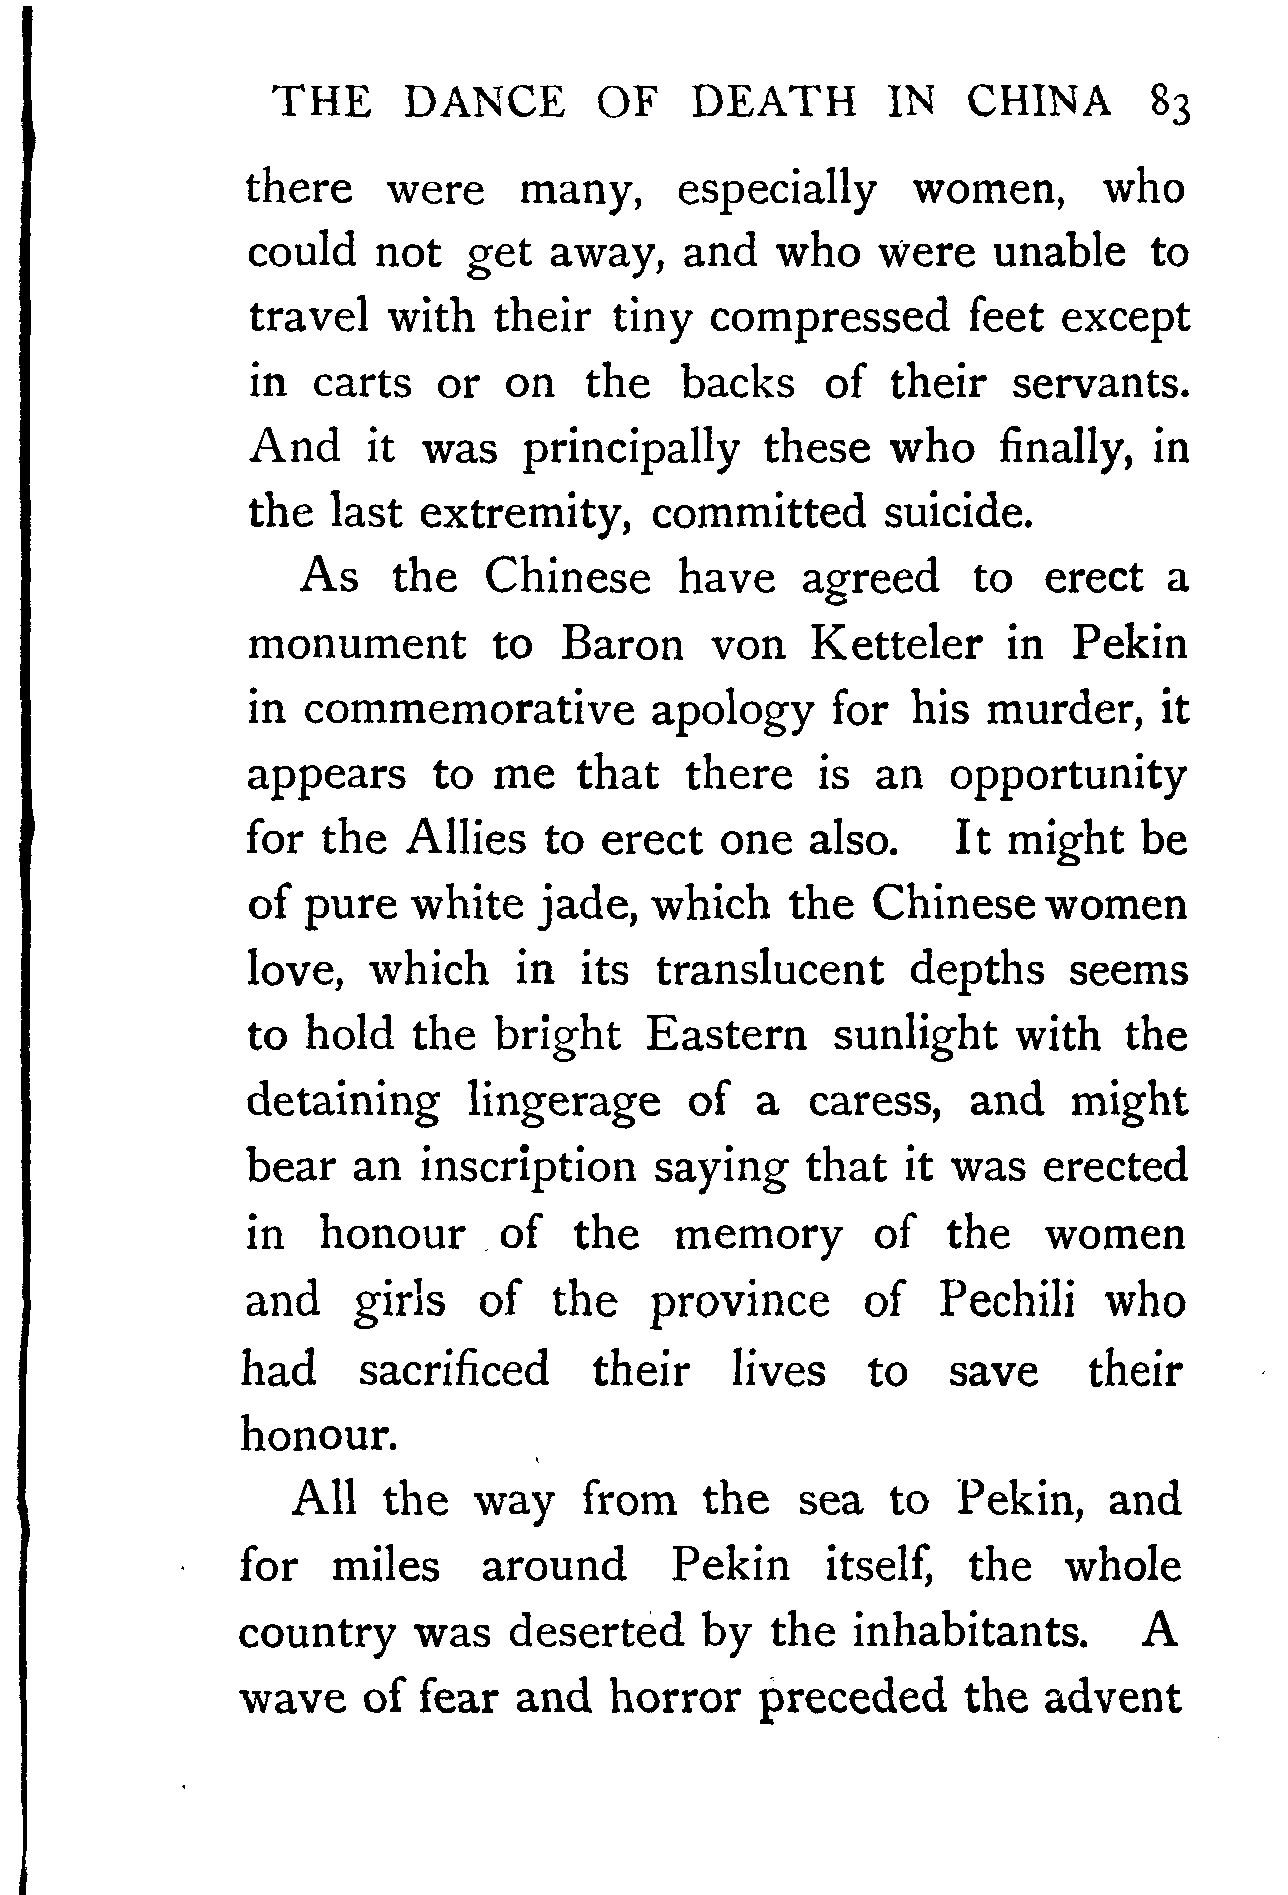 THE DANCE OF DEATH IN CHINA 83
there were many, especially women, who
could not get away, and who were unable to
travel with their tiny compressed feet except
in carts or on the backs of their servants.
And it was principally these who finally, in
the last extremity, committed suicide.
As the Chinese have agreed to erect a
monument to Baron von Ketteler in Pekin
in commemorative apology for his murder, it
appears to me that there is an opportunity
for the Allies to erect one also. It might be
of pure white jade, which the Chinese women
love, which in its translucent depths seems
to hold the bright Eastern sunlight with the
detaining lingerage of a caress, and might
bear an inscription saying that it was erected
in honour of the memory of the women
and girls of the province of Pechili who
had sacrificed their lives to save their
honour.
All the way from the sea to Pekin, and
for miles around Pekin itself, the whole
country was deserted by the inhabitants. A
wave of fear and horror preceded the advent